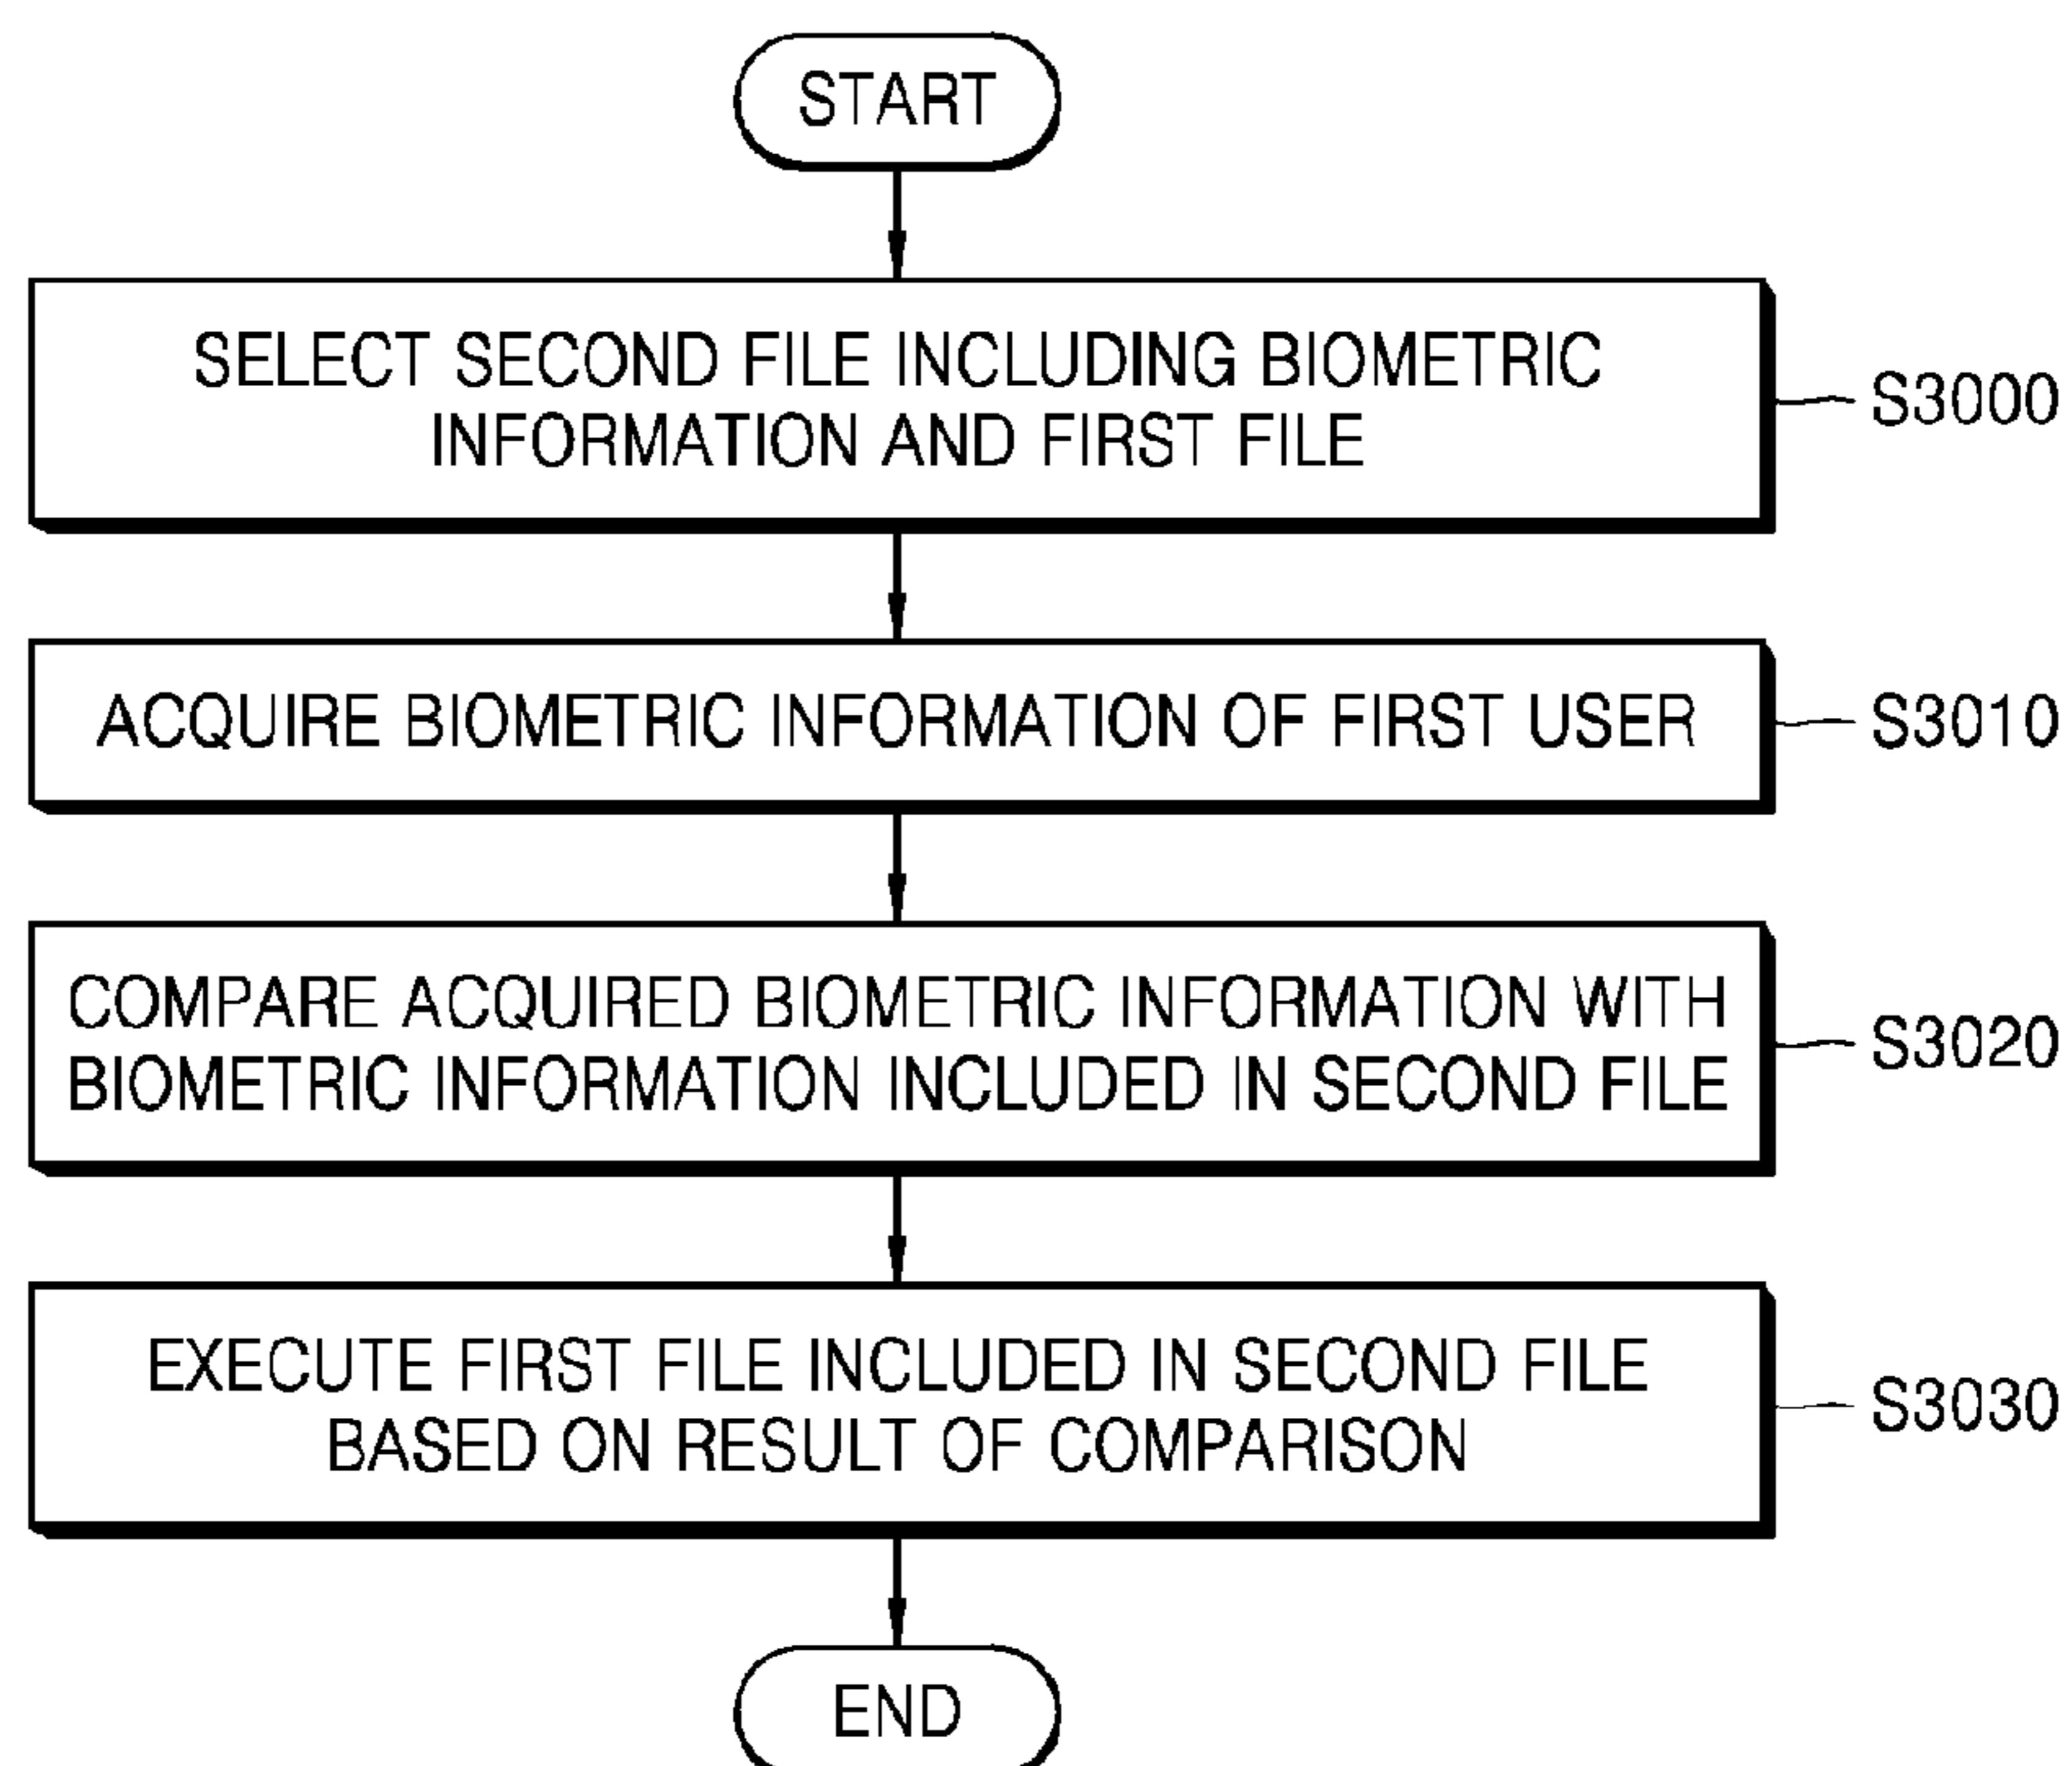 START
SELECT SECOND FILE INCLUDING BIOMETRIC
INFORMATION AND FIRST FILE
S3000
ACQUIRE BIOMETRIC INFORMATION OF FIRST USER
S3010
COMPARE ACQUIRED BIOMETRIC INFORMATION WITH
BIOMETRIC INFORMATION INCLUDED IN SECOND FILE
S3020
EXECUTE FIRST FILE INCLUDED IN SECOND FILE
BASED ON RESULT OF COMPARISON
S3030
END